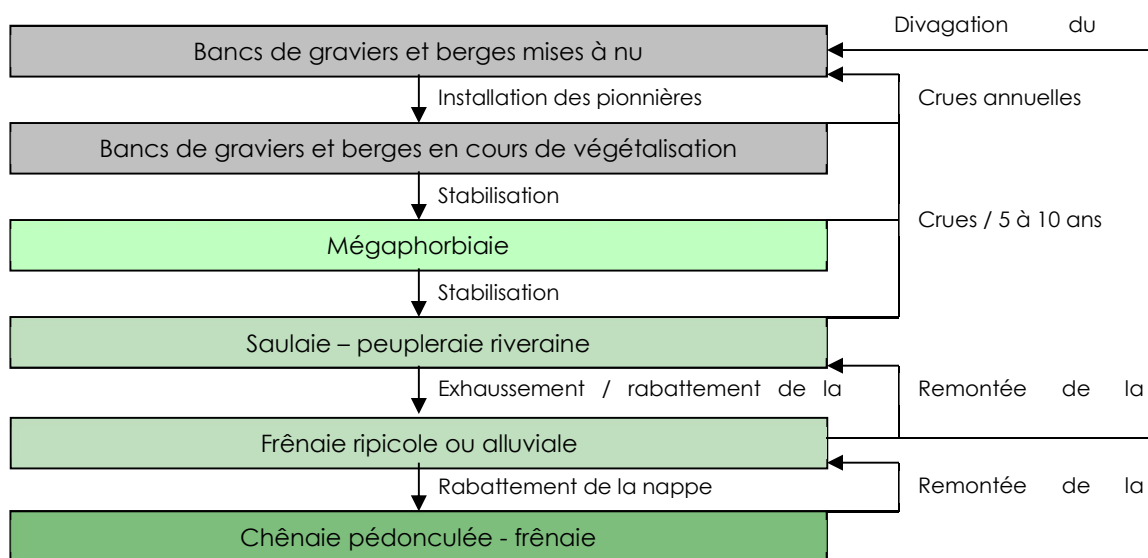 Divagation du
Bancs de graviers et berges mises à nu
Installation des pionnières
Crues annuelles
Bancs de graviers et berges en cours de végétalisation
Stabilisation
Crues / 5 à 10 ans
Mégaphorbiaie
Stabilisation
Saulaie – peupleraie riveraine
Exhaussement / rabattement de la
Remontée de la
Frênaie ripicole ou alluviale
Rabattement de la nappe
Remontée de la
Chênaie pédonculée - frênaie